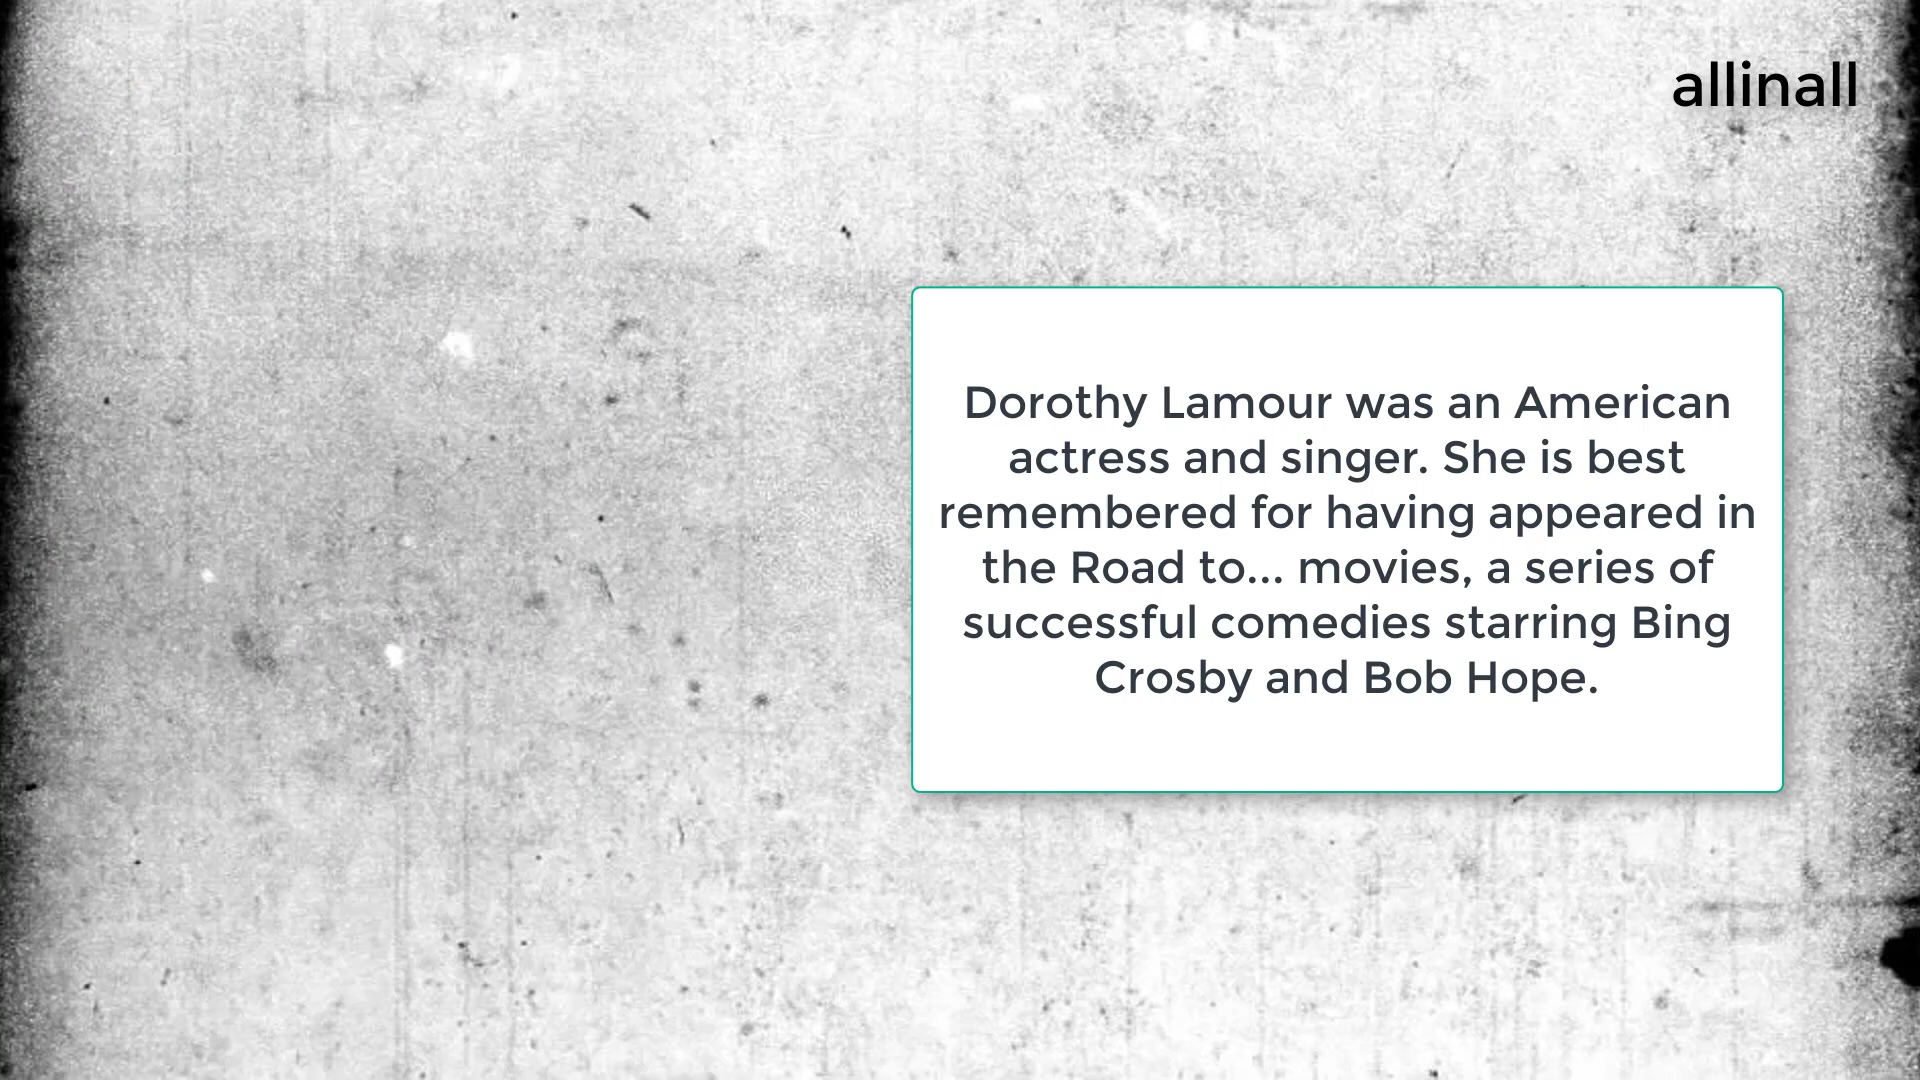 allinall
Dorothy Lamour was an American
actress and singer. She is best
remembered for having appeared in
the Road to... movies, a series of
successful comedies starring Bing
Crosby and Bob Hope.